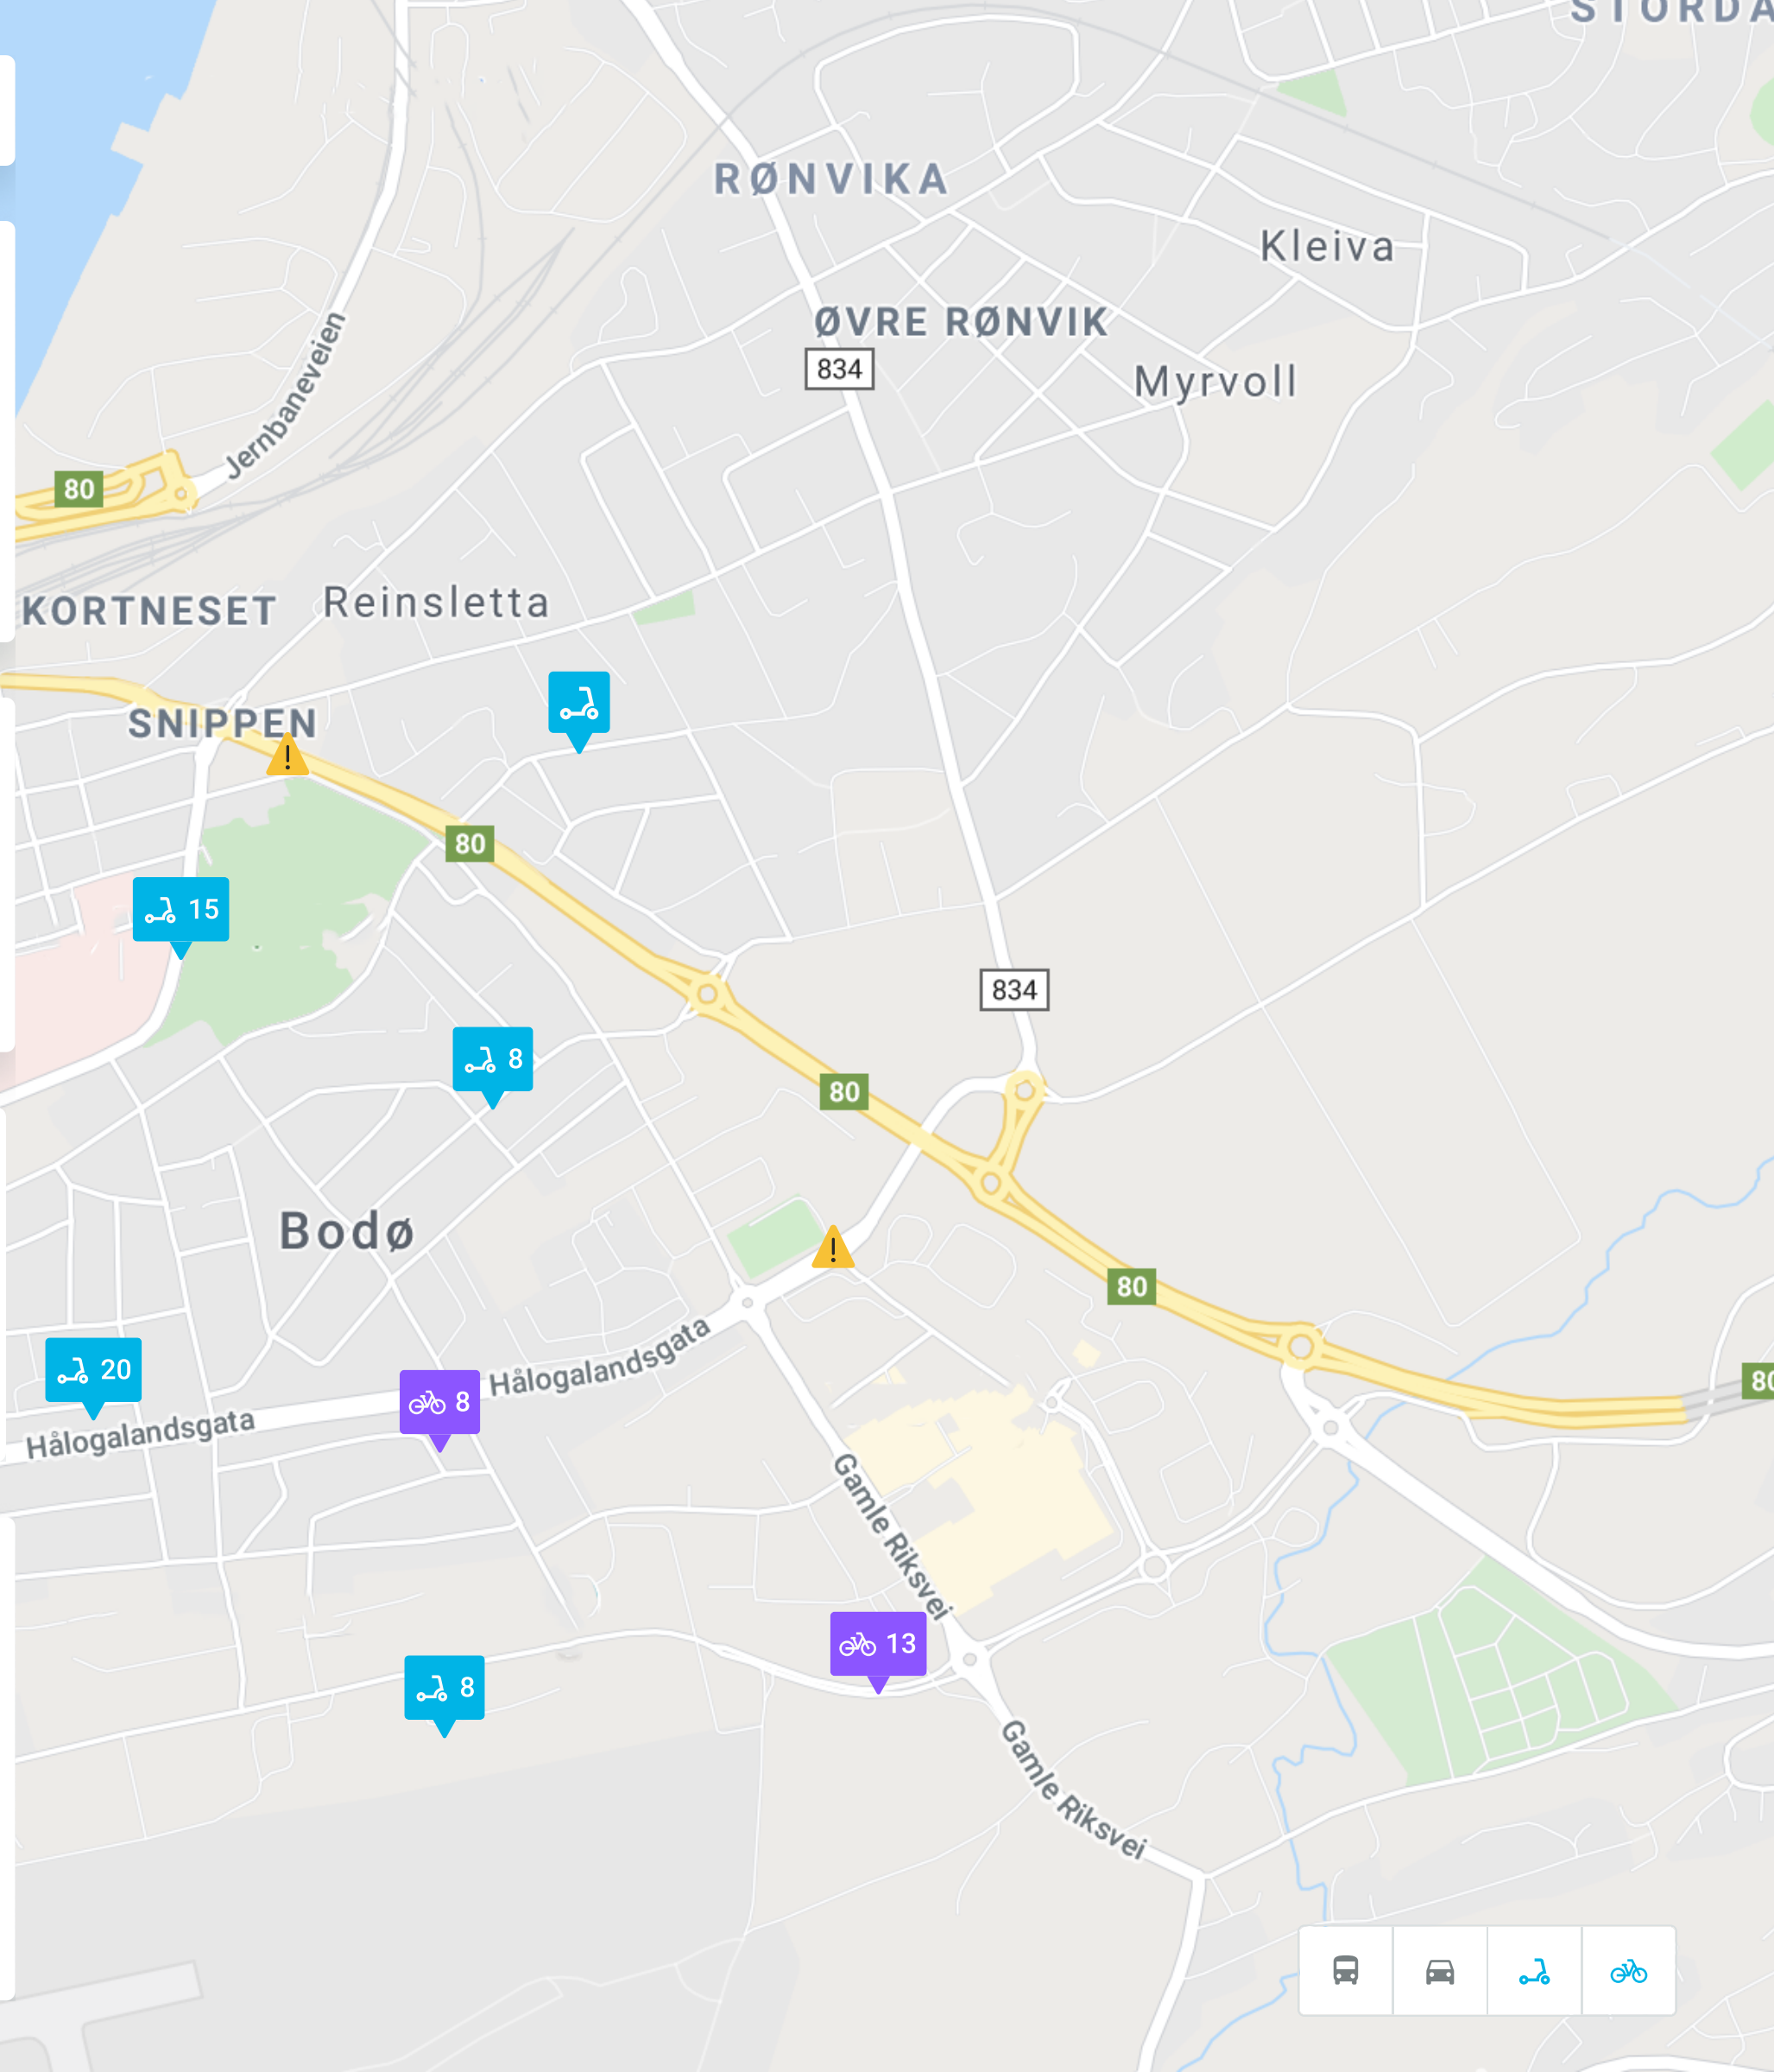 STORDA
RØNVIKA
Kleiva
ØVRE RØNVIK
834
Myrvoll
Jernbaneveien
80
Reinsletta
KORTNESET
SNIPPEN
80
15
834
8
80
Bodø
80
Hålogalandsgata
20
8
80
Hålogalandsgata
Gamle Riksvei
13
8
Gamle Riksvei